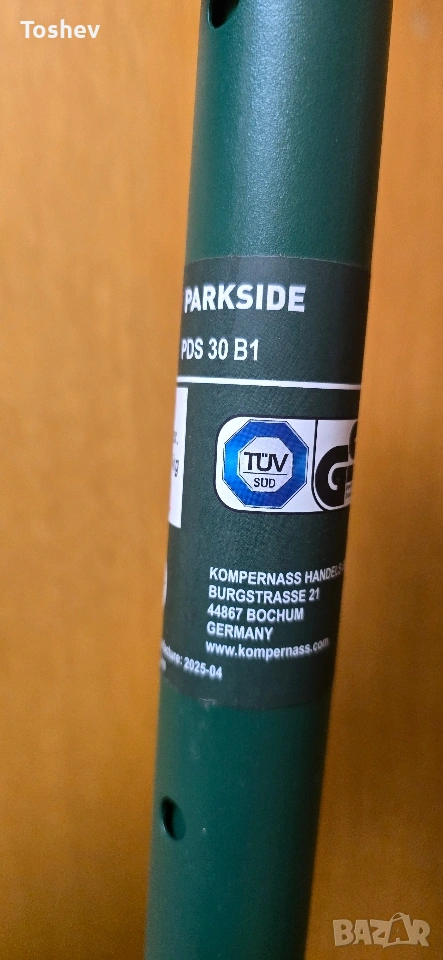 Toshev
PARKSIDE
PDS 30 B1
kg
TÜV
SÜD
G
KOMPERNASS HANDELS
BURGSTRASSE 21
44867 BOCHUM
GERMANY
www.kompernass.com
2025-04
BAZAR